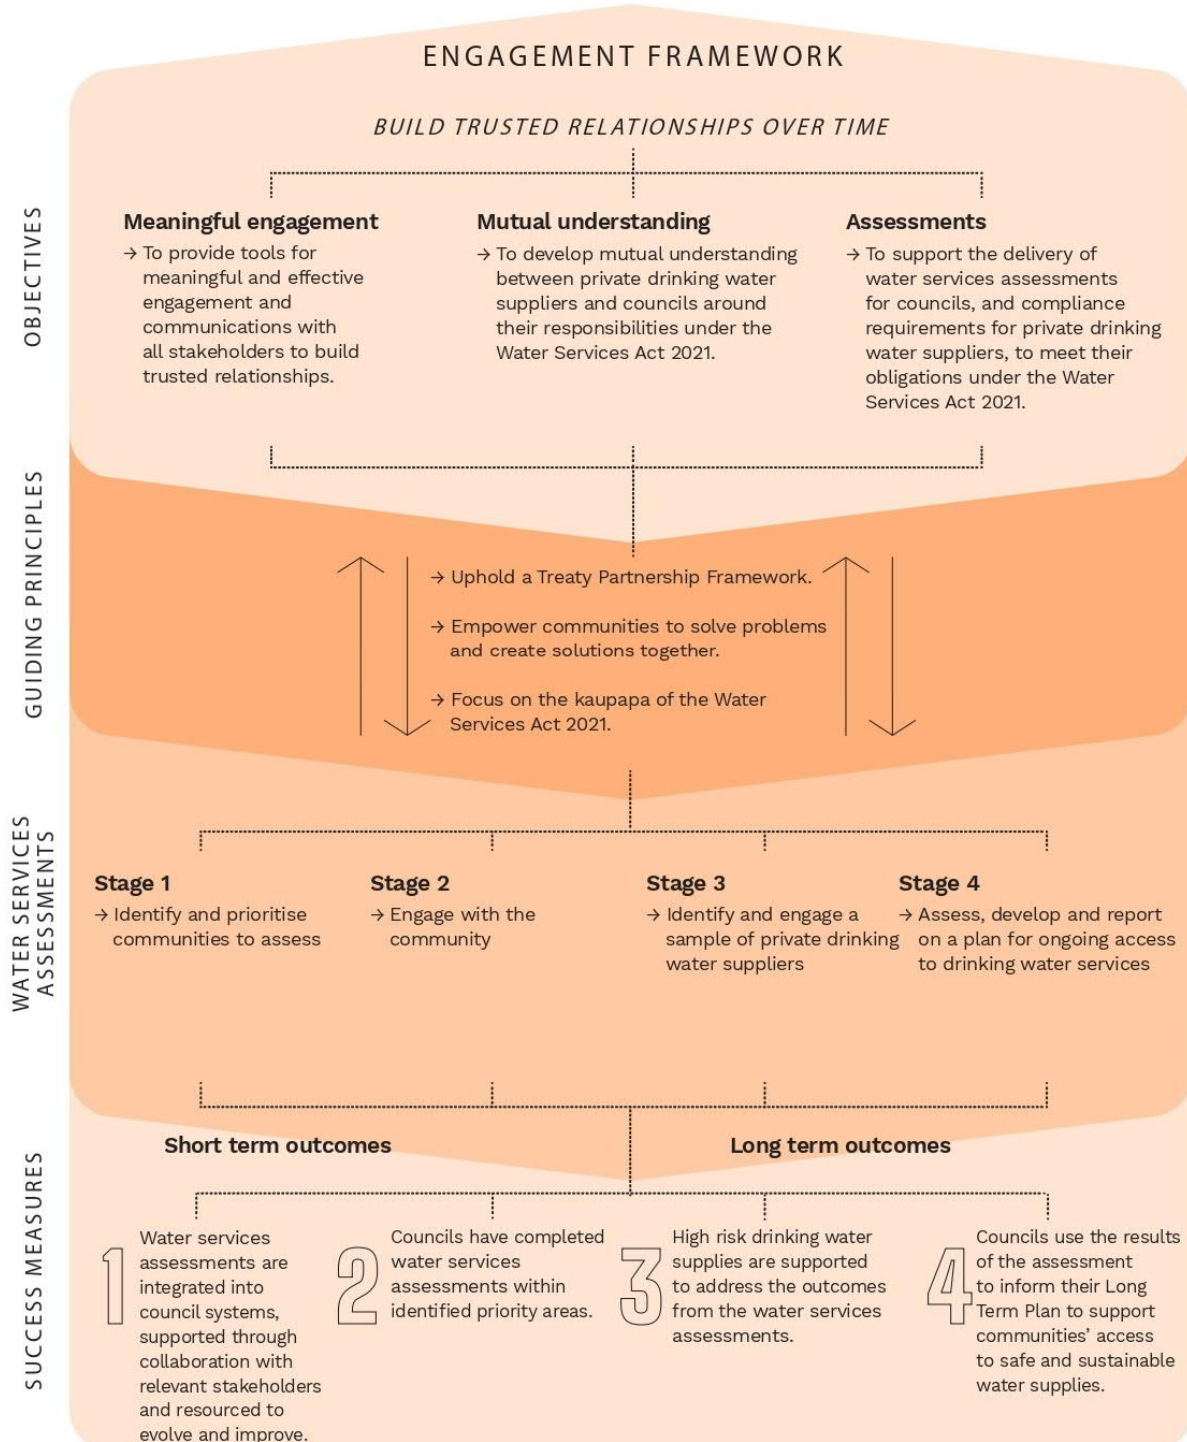 ENGAGEMENT FRAMEWORK
BUILD TRUSTED RELATIONSHIPS OVER TIME
OBJECTIVES
Meaningful engagement
→ To provide tools for
meaningful and effective
engagement and
communications with
all stakeholders to build
trusted relationships.
Mutual understanding
→ To develop mutual understanding
between private drinking water
suppliers and councils around
their responsibilities under the
Water Services Act 2021.
Assessments
→ To support the delivery of
water services assessments
for councils, and compliance
requirements for private drinking
water suppliers, to meet their
obligations under the Water
Services Act 2021.
GUIDING PRINCIPLES
→ Uphold a Treaty Partnership Framework.
→ Empower communities to solve problems
and create solutions together.
→ Focus on the kaupapa of the Water
Services Act 2021.
WATER SERVICES
ASSESSMENTS
Stage 1
→ Identify and prioritise
communities to assess
Stage 2
→ Engage with the
community
Stage 3
→ Identify and engage a
sample of private drinking
water suppliers
Stage 4
→ Assess, develop and report
on a plan for ongoing access
to drinking water services
SUCCESS MEASURES
Short term outcomes
Long term outcomes
1
Water services
assessments are
integrated into
council systems,
supported through
collaboration with
relevant stakeholders
and resourced to
evolve and improve.
2
Councils have completed
water services
assessments within
identified priority areas.
3
High risk drinking water
supplies are supported
to address the outcomes
from the water services
assessments.
4
Councils use the results
of the assessment
to inform their Long
Term Plan to support
communities' access
to safe and sustainable
water supplies.